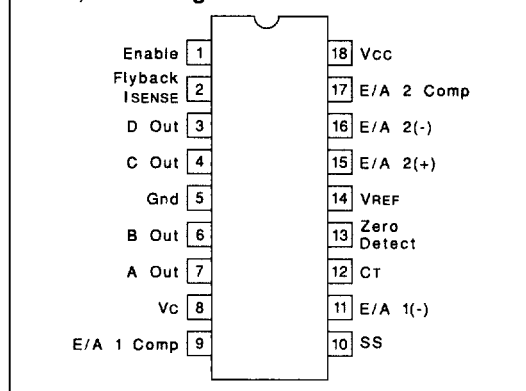 Enable 1
Flyback
ISENSE 2
D Out 3
C Out 4
Gnd 5
B Out 6
A Out 7
Vc 8
E/A 1 Comp 9
18 Vcc
17 E/A 2 Comp
16 E/A 2(-)
15 E/A 2(+)
14 VREF
13 Zero
Detect
12 CT
11 E/A 1(-)
10 SS